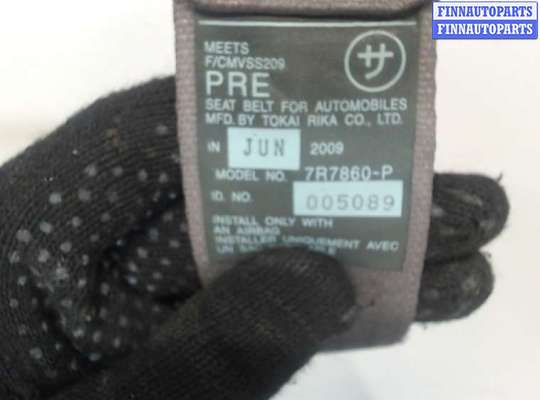 FINNAUTOPARTS
FINNAUTOPARTS
MEETS
F/CMVSS209
サ
PRE
SEAT BELT FOR AUTOMOBILES
MFD. BY TOKAI RIKA CO., LTD.
IN JUN 2009
MODEL NO. 7R7860-P
ID. NO. 005089
INSTALL ONLY WITH
AN AIRBAG
INSTALLER UNIQUEMENT AVEC
UN